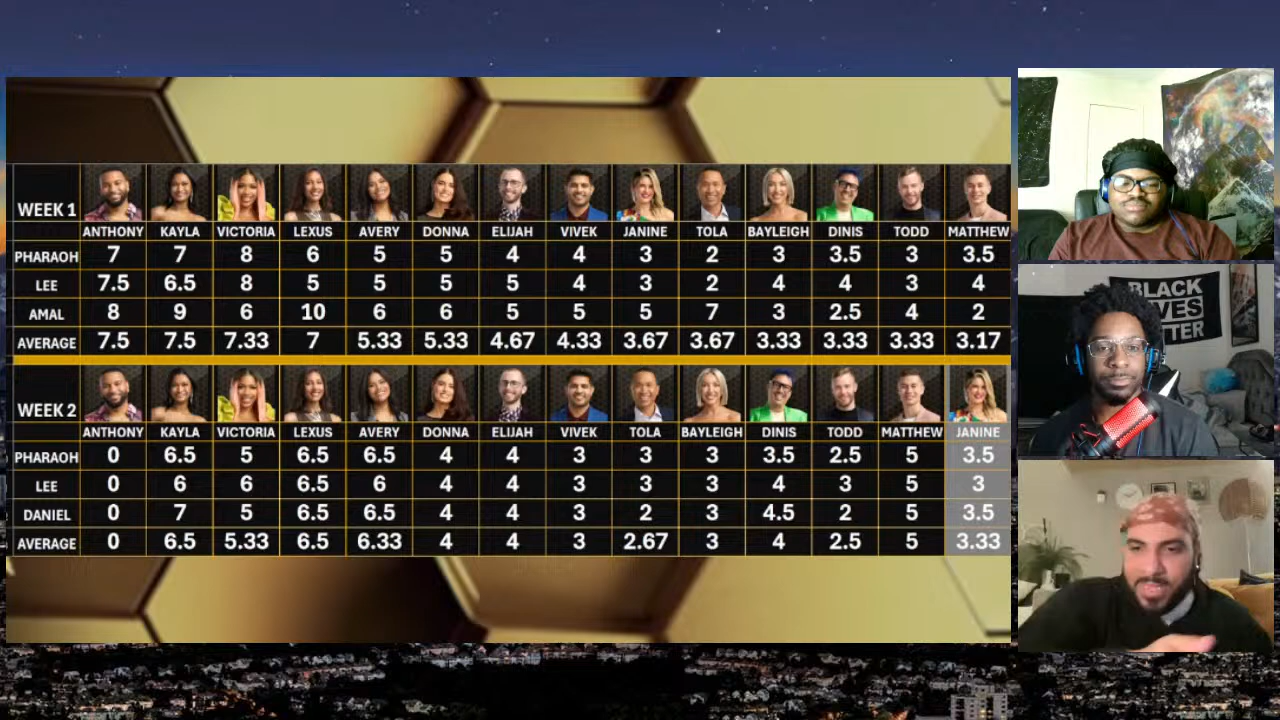 WEEK 1
ANTHONY KAYLA VICTORIA LEXUS AVERY DONNA ELIJAH VIVEK JANINE TOLA BAYLEIGH DINIS TODD MATTHEW
PHARAOH 7 7 8 6 5 5 4 4 3 2 3 3.5 3 3.5
LEE 7.5 6.5 8 5 5 5 5 4 3 2 4 4 3 4
AMAL 8 9 6 10 6 6 5 5 5 7 3 2.5 4 2
AVERAGE 7.5 7.5 7.33 7 5.33 5.33 4.67 4.33 3.67 3.67 3.33 3.33 3.33 3.17
WEEK 2
ANTHONY KAYLA VICTORIA LEXUS AVERY DONNA ELIJAH VIVEK TOLA BAYLEIGH DINIS TODD MATTHEW JANINE
PHARAOH 0 6.5 5 6.5 6.5 4 4 3 3 3 3.5 2.5 5 3.5
LEE 0 6 6 6.5 6 4 4 3 3 3 4 3 5 3
DANIEL 0 7 5 6.5 6.5 4 4 3 2 3 4.5 2 5 3.5
AVERAGE 0 6.5 5.33 6.5 6.33 4 4 3 2.67 3 4 2.5 5 3.33
BLACK